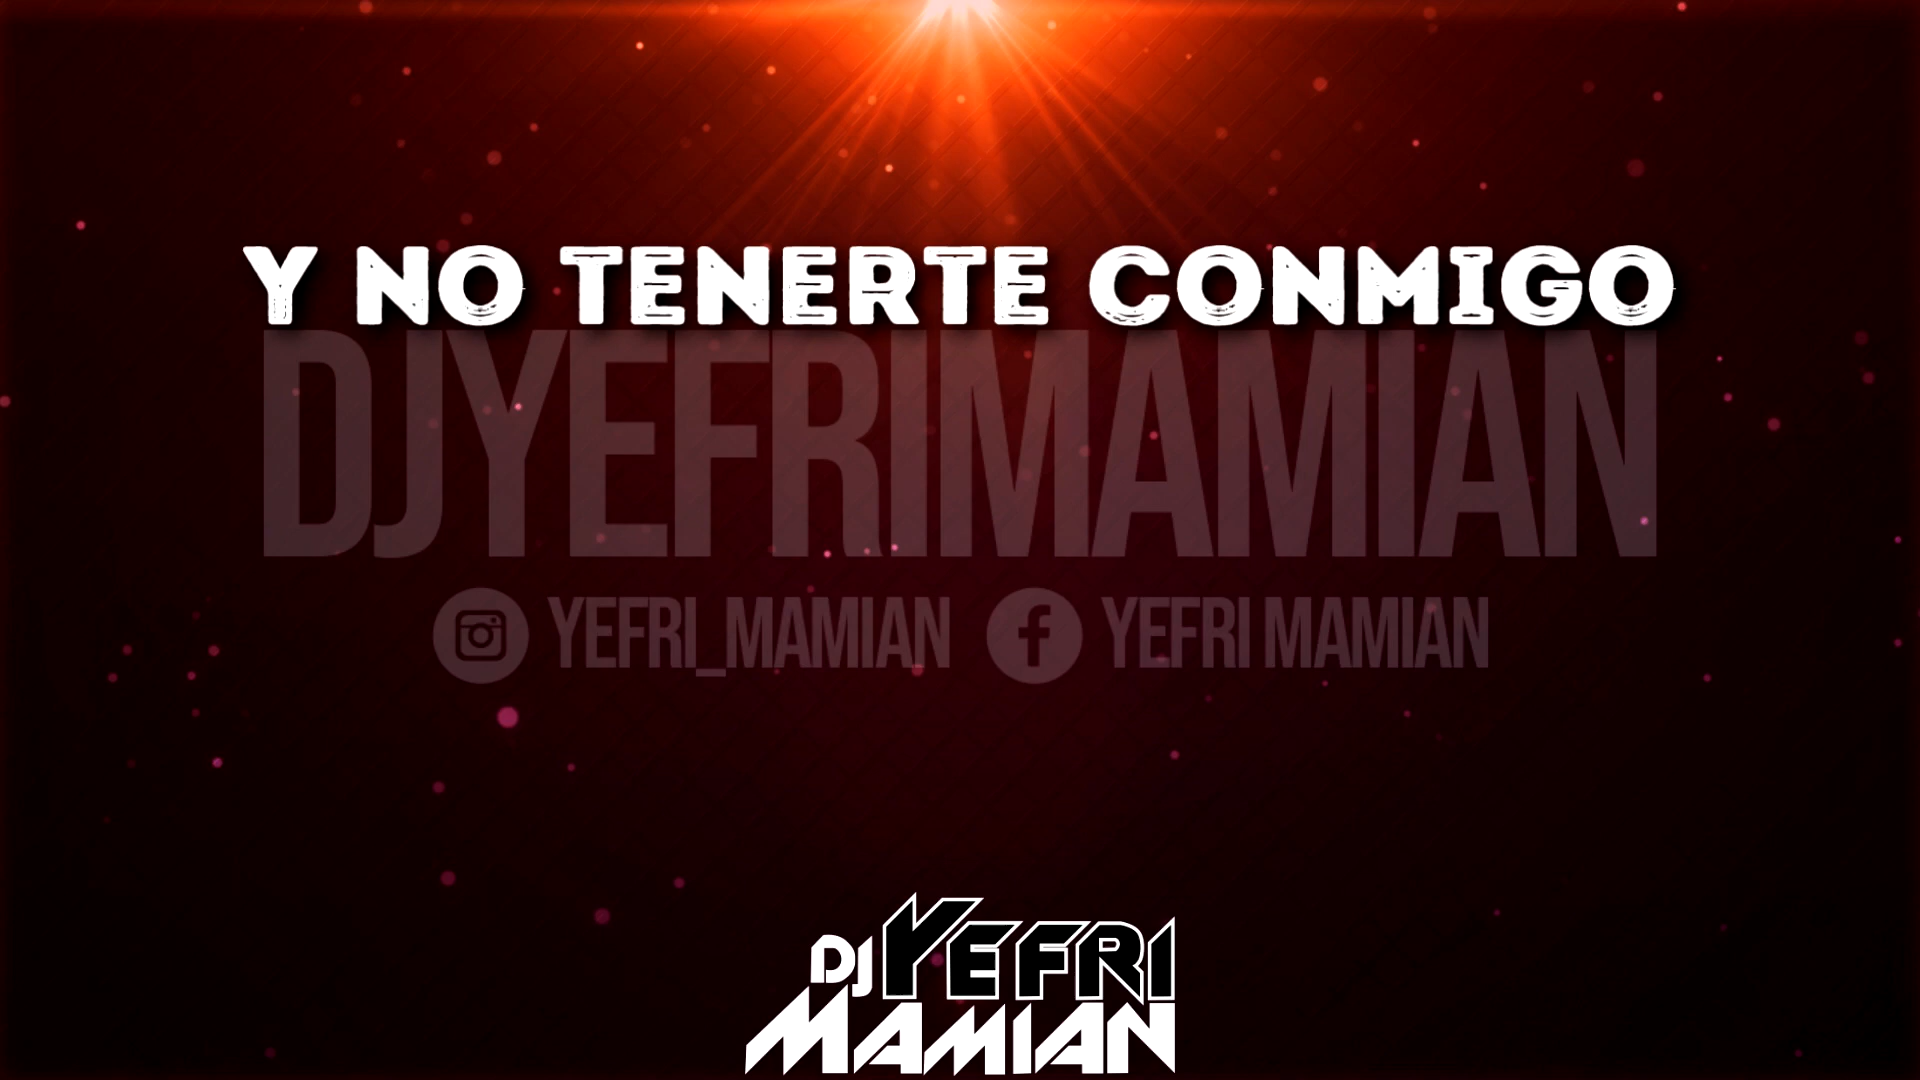 Y NO TENERTE CONMIGO
DJYEFRIMAMIAN
YEFRI_MAMIAN YEFRI MAMIAN
DJ YEFRI
MAMIAN